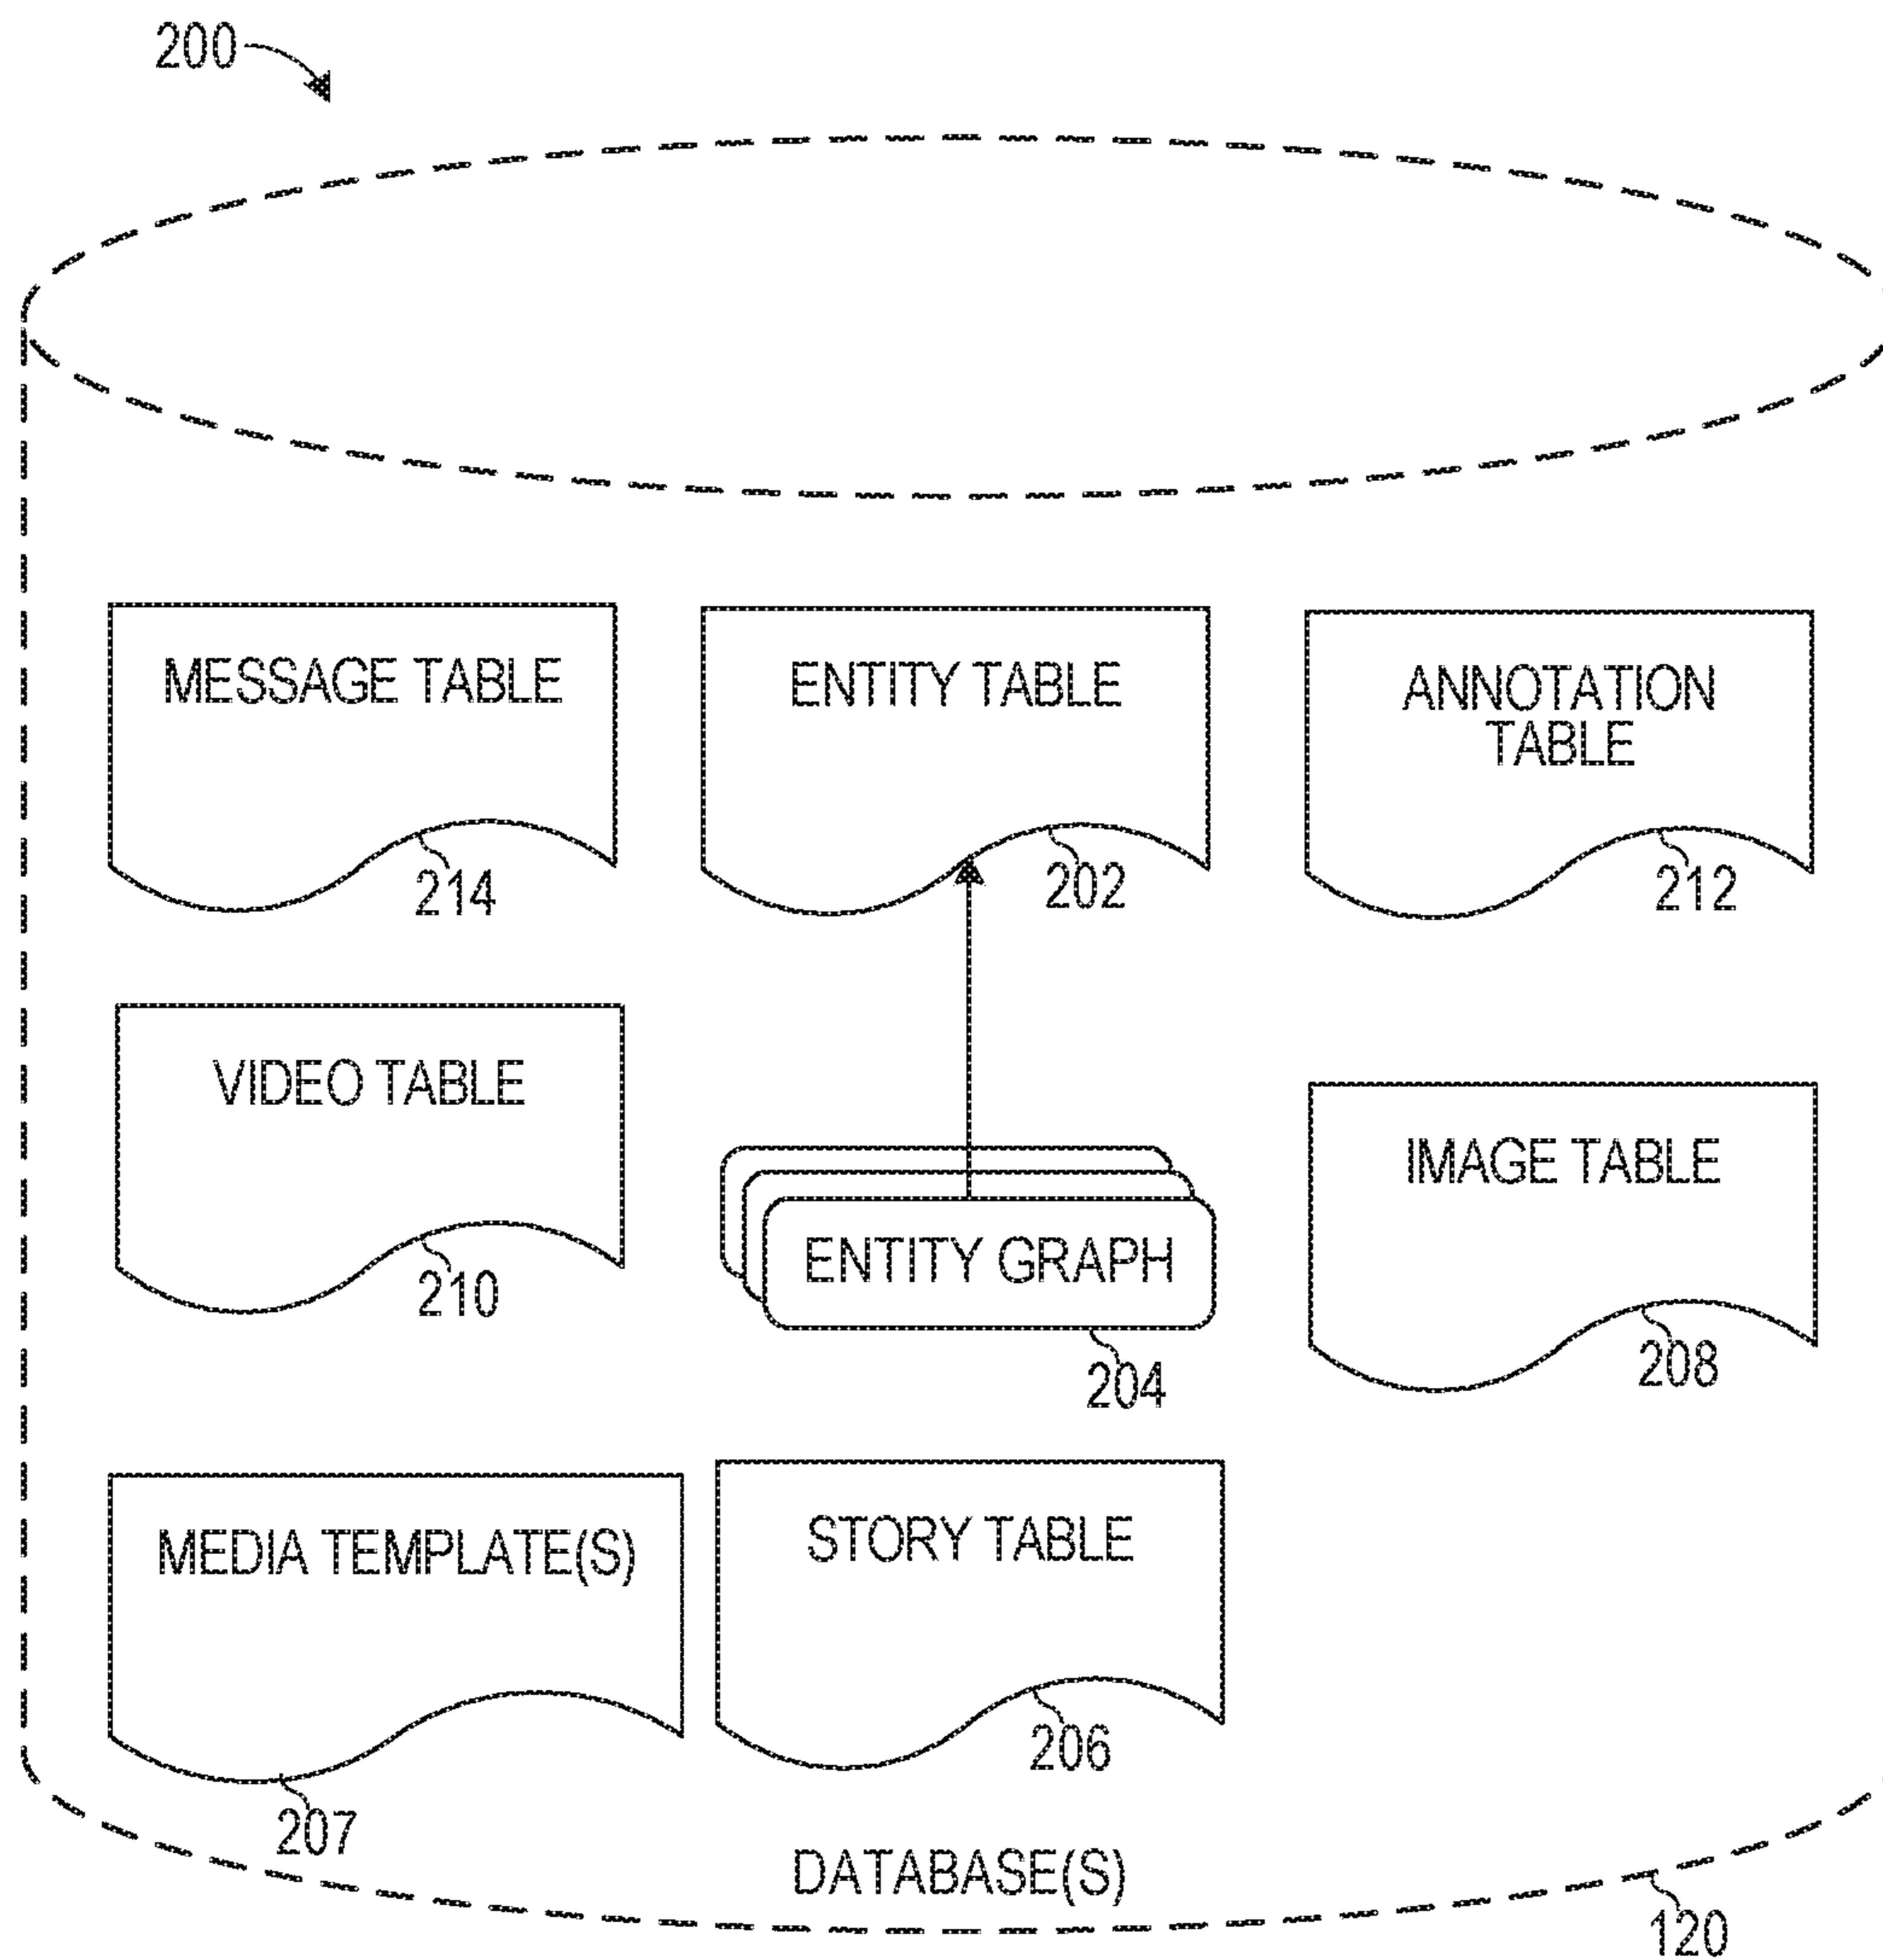 200
MESSAGE TABLE
214
ENTITY TABLE
202
ANNOTATION
TABLE
212
VIDEO TABLE
210
ENTITY GRAPH
204
IMAGE TABLE
208
MEDIA TEMPLATE(S)
207
STORY TABLE
206
DATABASE(S)
120